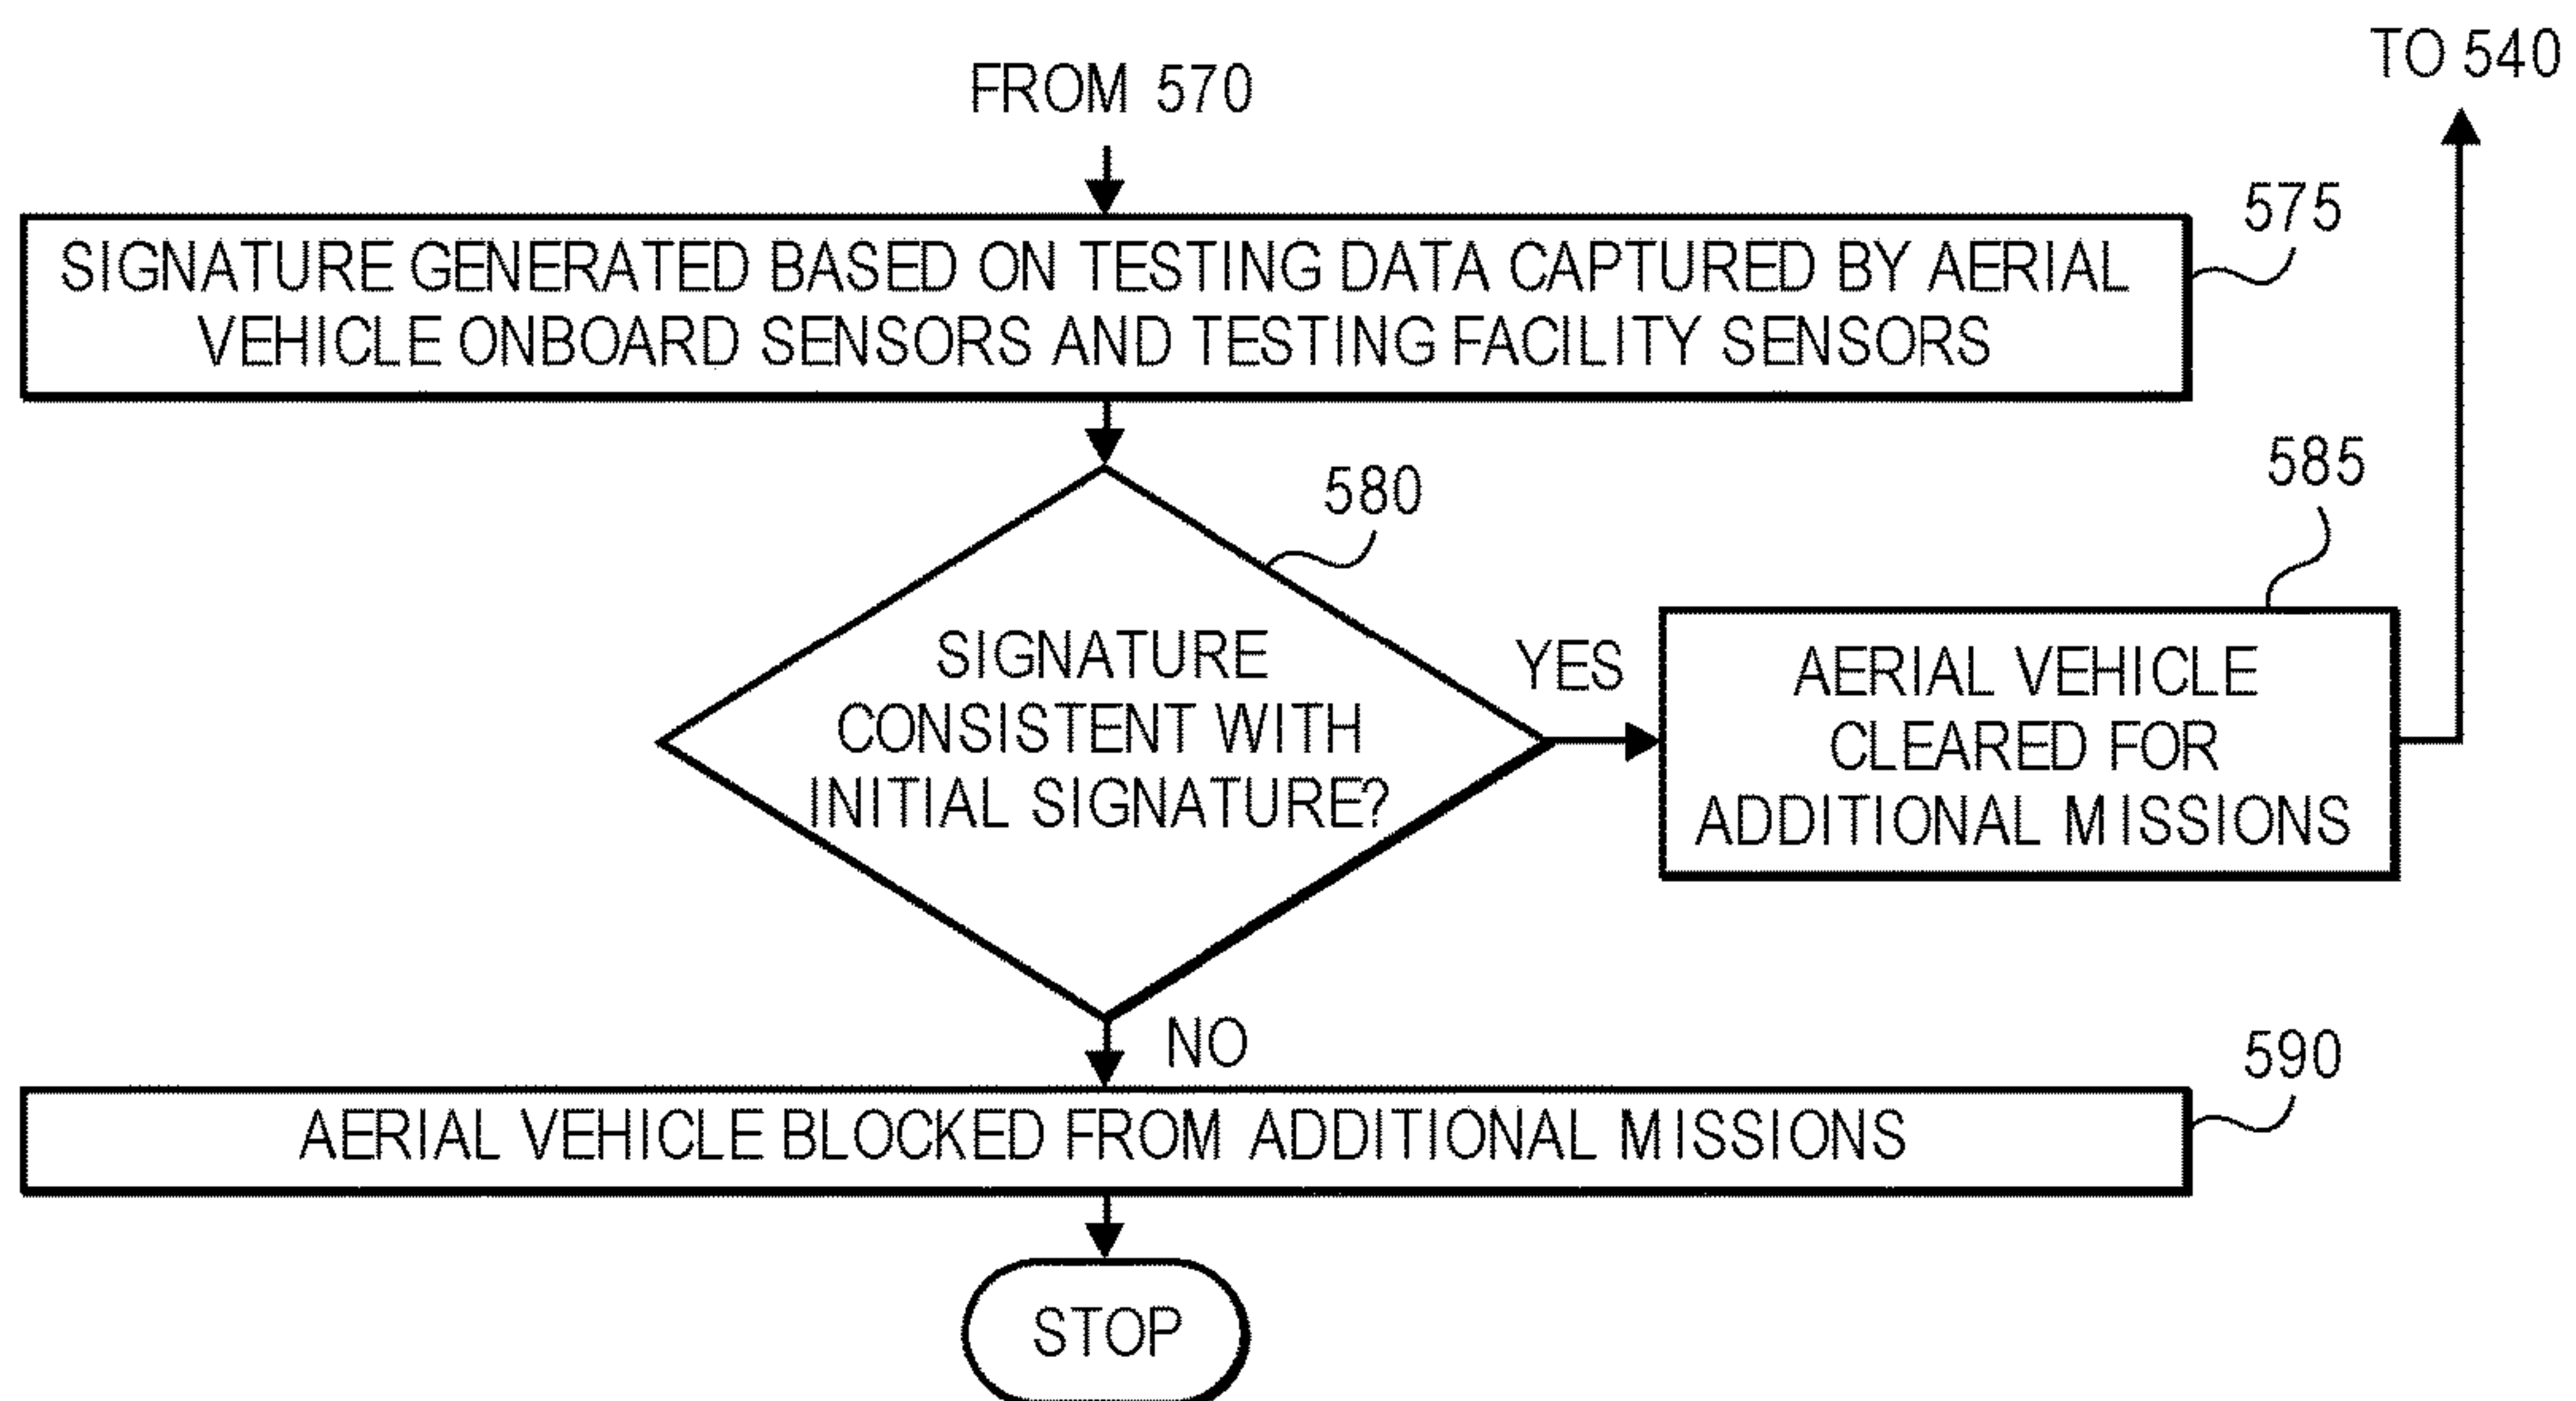 TO 540
FROM 570
575
SIGNATURE GENERATED BASED ON TESTING DATA CAPTURED BY AERIAL
VEHICLE ONBOARD SENSORS AND TESTING FACILITY SENSORS
580
585
SIGNATURE
CONSISTENT WITH
INITIAL SIGNATURE?
YES
AERIAL VEHICLE
CLEARED FOR
ADDITIONAL MISSIONS
NO
590
AERIAL VEHICLE BLOCKED FROM ADDITIONAL MISSIONS
STOP